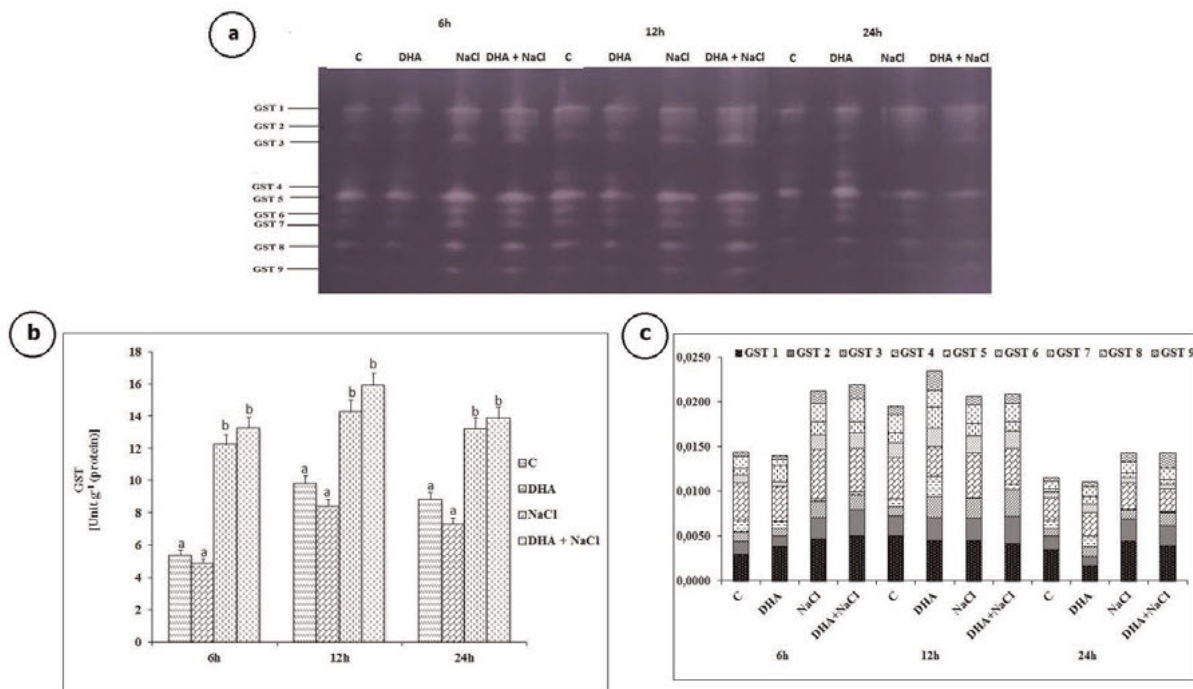 a
6h 12h 24h
C DHA NaCl DHA + NaCl C DHA NaCl DHA + NaCl C DHA NaCl DHA + NaCl
GST 1
GST 2
GST 3
GST 4
GST 5
GST 6
GST 7
GST 8
GST 9
b
GST
[Unit g-1 (protein)]
18
16
14
12
10
8
6
4
2
0
a a b b a a b b a a b b
C
DHA
NaCl
DHA + NaCl
6h 12h 24h
c
GST 1 GST 2 GST 3 GST 4 GST 5 GST 6 GST 7 GST 8 GST 9
0,0250
0,0200
0,0150
0,0100
0,0050
0,0000
C DHA NaCl DHA+NaCl C DHA NaCl DHA+NaCl C DHA NaCl DHA+NaCl
6h 12h 24h